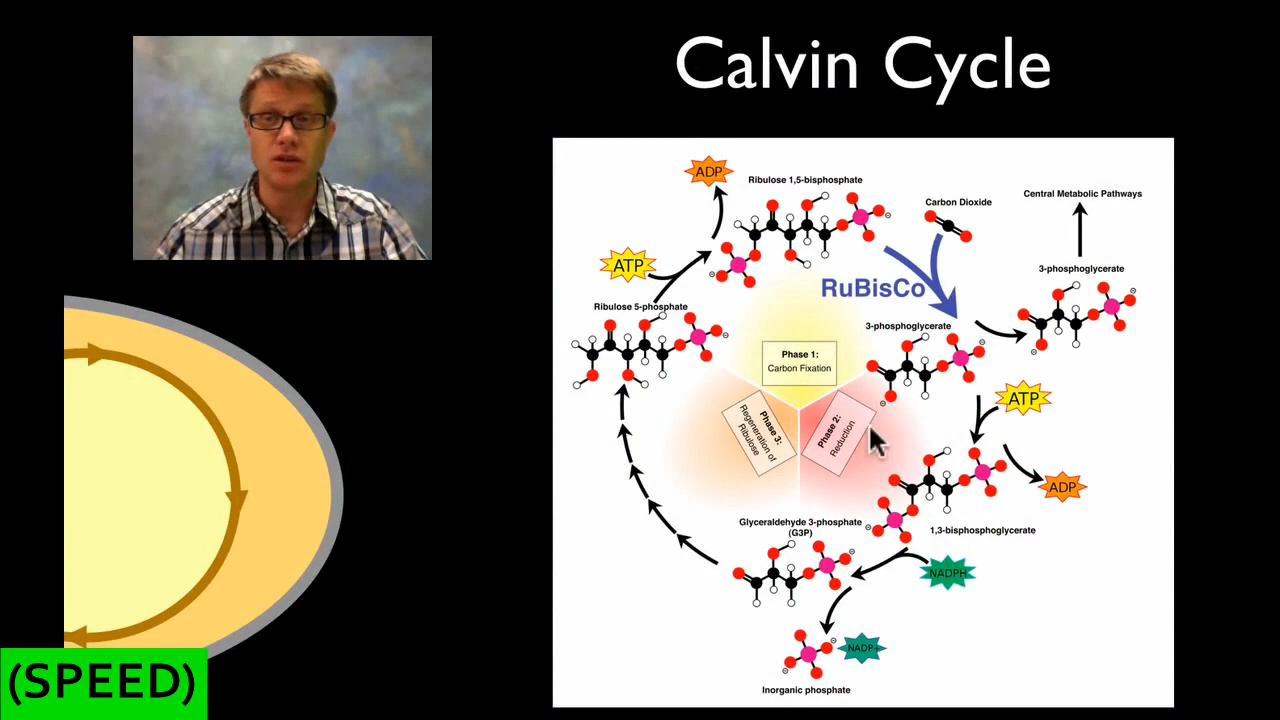 Calvin Cycle
ADP
Ribulose 1,5-bisphosphate
Carbon Dioxide
Central Metabolic Pathways
ATP
RuBisCo
3-phosphoglycerate
Ribulose 5-phosphate
3-phosphoglycerate
Phase 1:
Carbon Fixation
Phase 3:
Regeneration of
Ribulose
Phase 2:
Reduction
ATP
ADP
Glyceraldehyde 3-phosphate
(G3P)
1,3-bisphosphoglycerate
NADPH
NADP+
Inorganic phosphate
(SPEED)